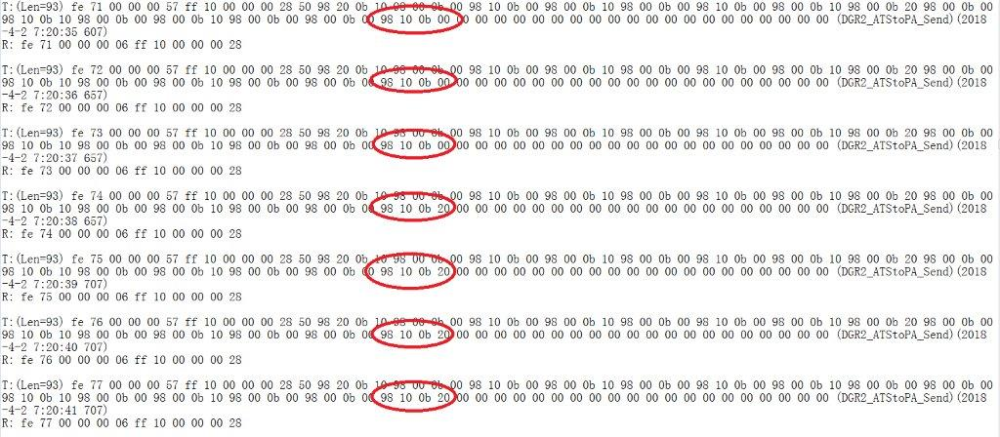 T:(Len=93) fe 71 00 00 00 57 ff 10 00 00 00 28 50 98 20 0b 10 98 00 0b 00 98 10 0b 00 98 00 0b 10 98 00 0b 10 98 10 0b 00 98 00 0b 10 98 00 0b 20 98 00 0b 00
98 10 0b 10 98 00 0b 00 98 00 0b 10 98 00 0b 00 98 00 0b 00 98 10 0b 00 00 00 00 00 00 00 00 00 00 00 00 00 00 00 00 00 00 00 00 00 (DGR2_ATStoPA_Send)(2018
-4-2 7:20:35 607)
R: fe 71 00 00 00 06 ff 10 00 00 00 28
T:(Len=93) fe 72 00 00 00 57 ff 10 00 00 00 28 50 98 20 0b 10 98 00 0b 00 98 10 0b 00 98 00 0b 10 98 00 0b 10 98 10 0b 00 98 00 0b 10 98 00 0b 20 98 00 0b 00
98 10 0b 10 98 00 0b 00 98 00 0b 10 98 00 0b 00 98 00 0b 00 98 10 0b 00 00 00 00 00 00 00 00 00 00 00 00 00 00 00 00 00 00 00 00 00 (DGR2_ATStoPA_Send)(2018
-4-2 7:20:36 657)
R: fe 72 00 00 00 06 ff 10 00 00 00 28
T:(Len=93) fe 73 00 00 00 57 ff 10 00 00 00 28 50 98 20 0b 10 98 00 0b 00 98 10 0b 00 98 00 0b 10 98 00 0b 10 98 10 0b 00 98 00 0b 10 98 00 0b 20 98 00 0b 00
98 10 0b 10 98 00 0b 00 98 00 0b 10 98 00 0b 00 98 00 0b 00 98 10 0b 00 00 00 00 00 00 00 00 00 00 00 00 00 00 00 00 00 00 00 00 00 (DGR2_ATStoPA_Send)(2018
-4-2 7:20:37 657)
R: fe 73 00 00 00 06 ff 10 00 00 00 28
T:(Len=93) fe 74 00 00 00 57 ff 10 00 00 00 28 50 98 20 0b 10 98 00 0b 00 98 10 0b 00 98 00 0b 10 98 00 0b 10 98 10 0b 00 98 00 0b 10 98 00 0b 20 98 00 0b 00
98 10 0b 10 98 00 0b 00 98 00 0b 10 98 00 0b 00 98 00 0b 00 98 10 0b 20 00 00 00 00 00 00 00 00 00 00 00 00 00 00 00 00 00 00 00 00 (DGR2_ATStoPA_Send)(2018
-4-2 7:20:38 657)
R: fe 74 00 00 00 06 ff 10 00 00 00 28
T:(Len=93) fe 75 00 00 00 57 ff 10 00 00 00 28 50 98 20 0b 10 98 00 0b 00 98 10 0b 00 98 00 0b 10 98 00 0b 10 98 10 0b 00 98 00 0b 10 98 00 0b 20 98 00 0b 00
98 10 0b 10 98 00 0b 00 98 00 0b 10 98 00 0b 00 98 00 0b 00 98 10 0b 20 00 00 00 00 00 00 00 00 00 00 00 00 00 00 00 00 00 00 00 00 (DGR2_ATStoPA_Send)(2018
-4-2 7:20:39 707)
R: fe 75 00 00 00 06 ff 10 00 00 00 28
T:(Len=93) fe 76 00 00 00 57 ff 10 00 00 00 28 50 98 20 0b 10 98 00 0b 00 98 10 0b 00 98 00 0b 10 98 00 0b 10 98 10 0b 00 98 00 0b 10 98 00 0b 20 98 00 0b 00
98 10 0b 10 98 00 0b 00 98 00 0b 10 98 00 0b 00 98 00 0b 00 98 10 0b 20 00 00 00 00 00 00 00 00 00 00 00 00 00 00 00 00 00 00 00 00 (DGR2_ATStoPA_Send)(2018
-4-2 7:20:40 707)
R: fe 76 00 00 00 06 ff 10 00 00 00 28
T:(Len=93) fe 77 00 00 00 57 ff 10 00 00 00 28 50 98 20 0b 10 98 00 0b 00 98 10 0b 00 98 00 0b 10 98 00 0b 10 98 10 0b 00 98 00 0b 10 98 00 0b 20 98 00 0b 00
98 10 0b 10 98 00 0b 00 98 00 0b 10 98 00 0b 00 98 00 0b 00 98 10 0b 20 00 00 00 00 00 00 00 00 00 00 00 00 00 00 00 00 00 00 00 00 (DGR2_ATStoPA_Send)(2018
-4-2 7:20:41 707)
R: fe 77 00 00 00 06 ff 10 00 00 00 28